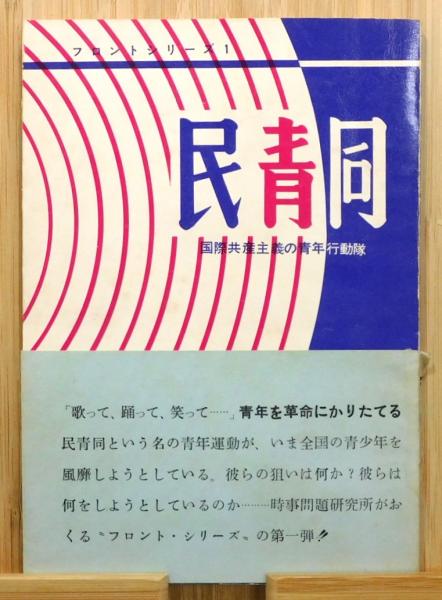 フロントシリーズ1
民青同
国際共産主義の青年行動隊
「歌って、踊って、笑って……」青年を革命にかりたてる
民青同という名の青年運動が、いま全国の青少年を
風靡しようとしている。彼らの狙いは何か?彼らは
何をしようとしているのか………時事問題研究所がお
くる〝フロント・シリーズ〟の第一弾!!